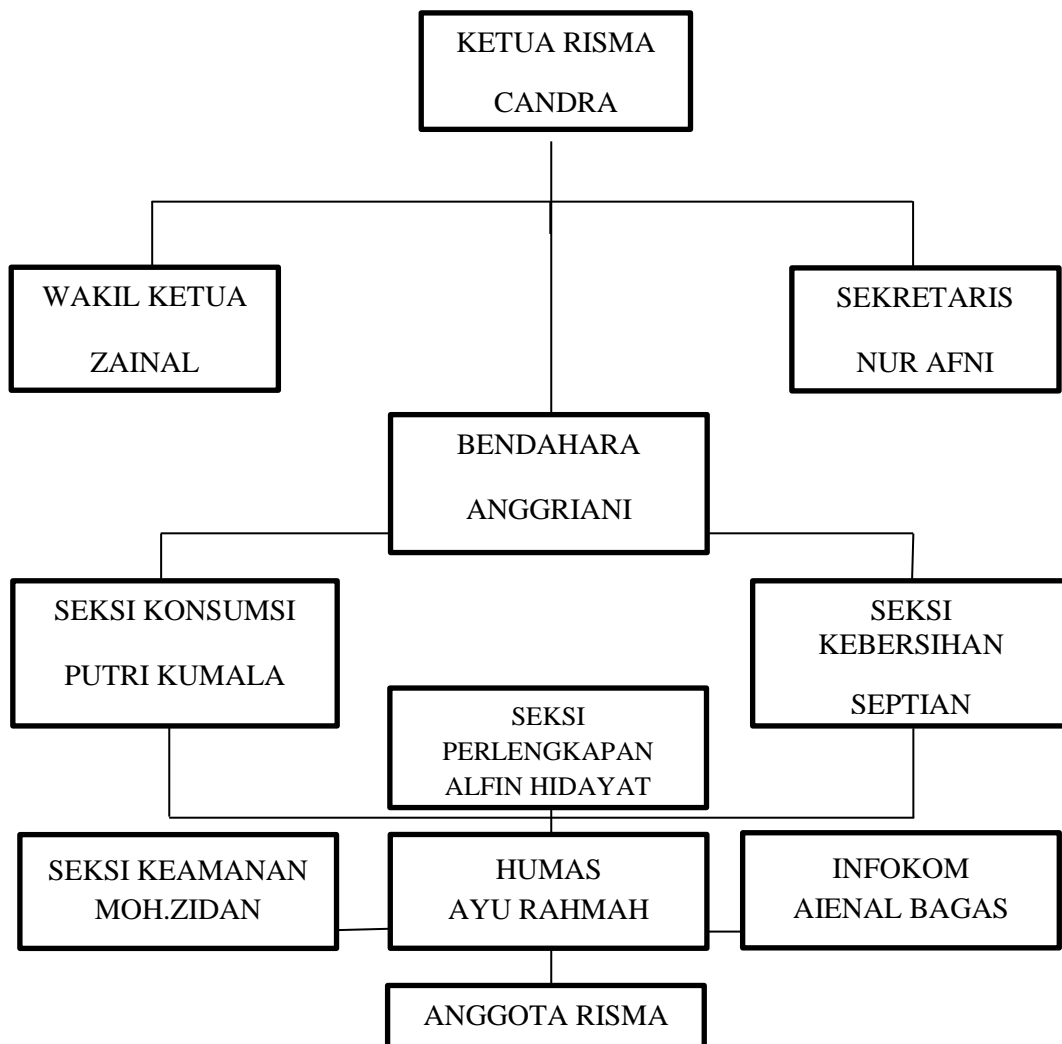 KETUA RISMA
CANDRA
WAKIL KETUA
ZAINAL
SEKRETARIS
NUR AFNI
BENDAHARA
ANGGRIANI
SEKSI KONSUMSI
PUTRI KUMALA
SEKSI
KEBERSIHAN
SEPTIAN
SEKSI
PERLENGKAPAN
ALFIN HIDAYAT
SEKSI KEAMANAN
MOH.ZIDAN
HUMAS
AYU RAHMAH
INFOKOM
AIENAL BAGAS
ANGGOTA RISMA